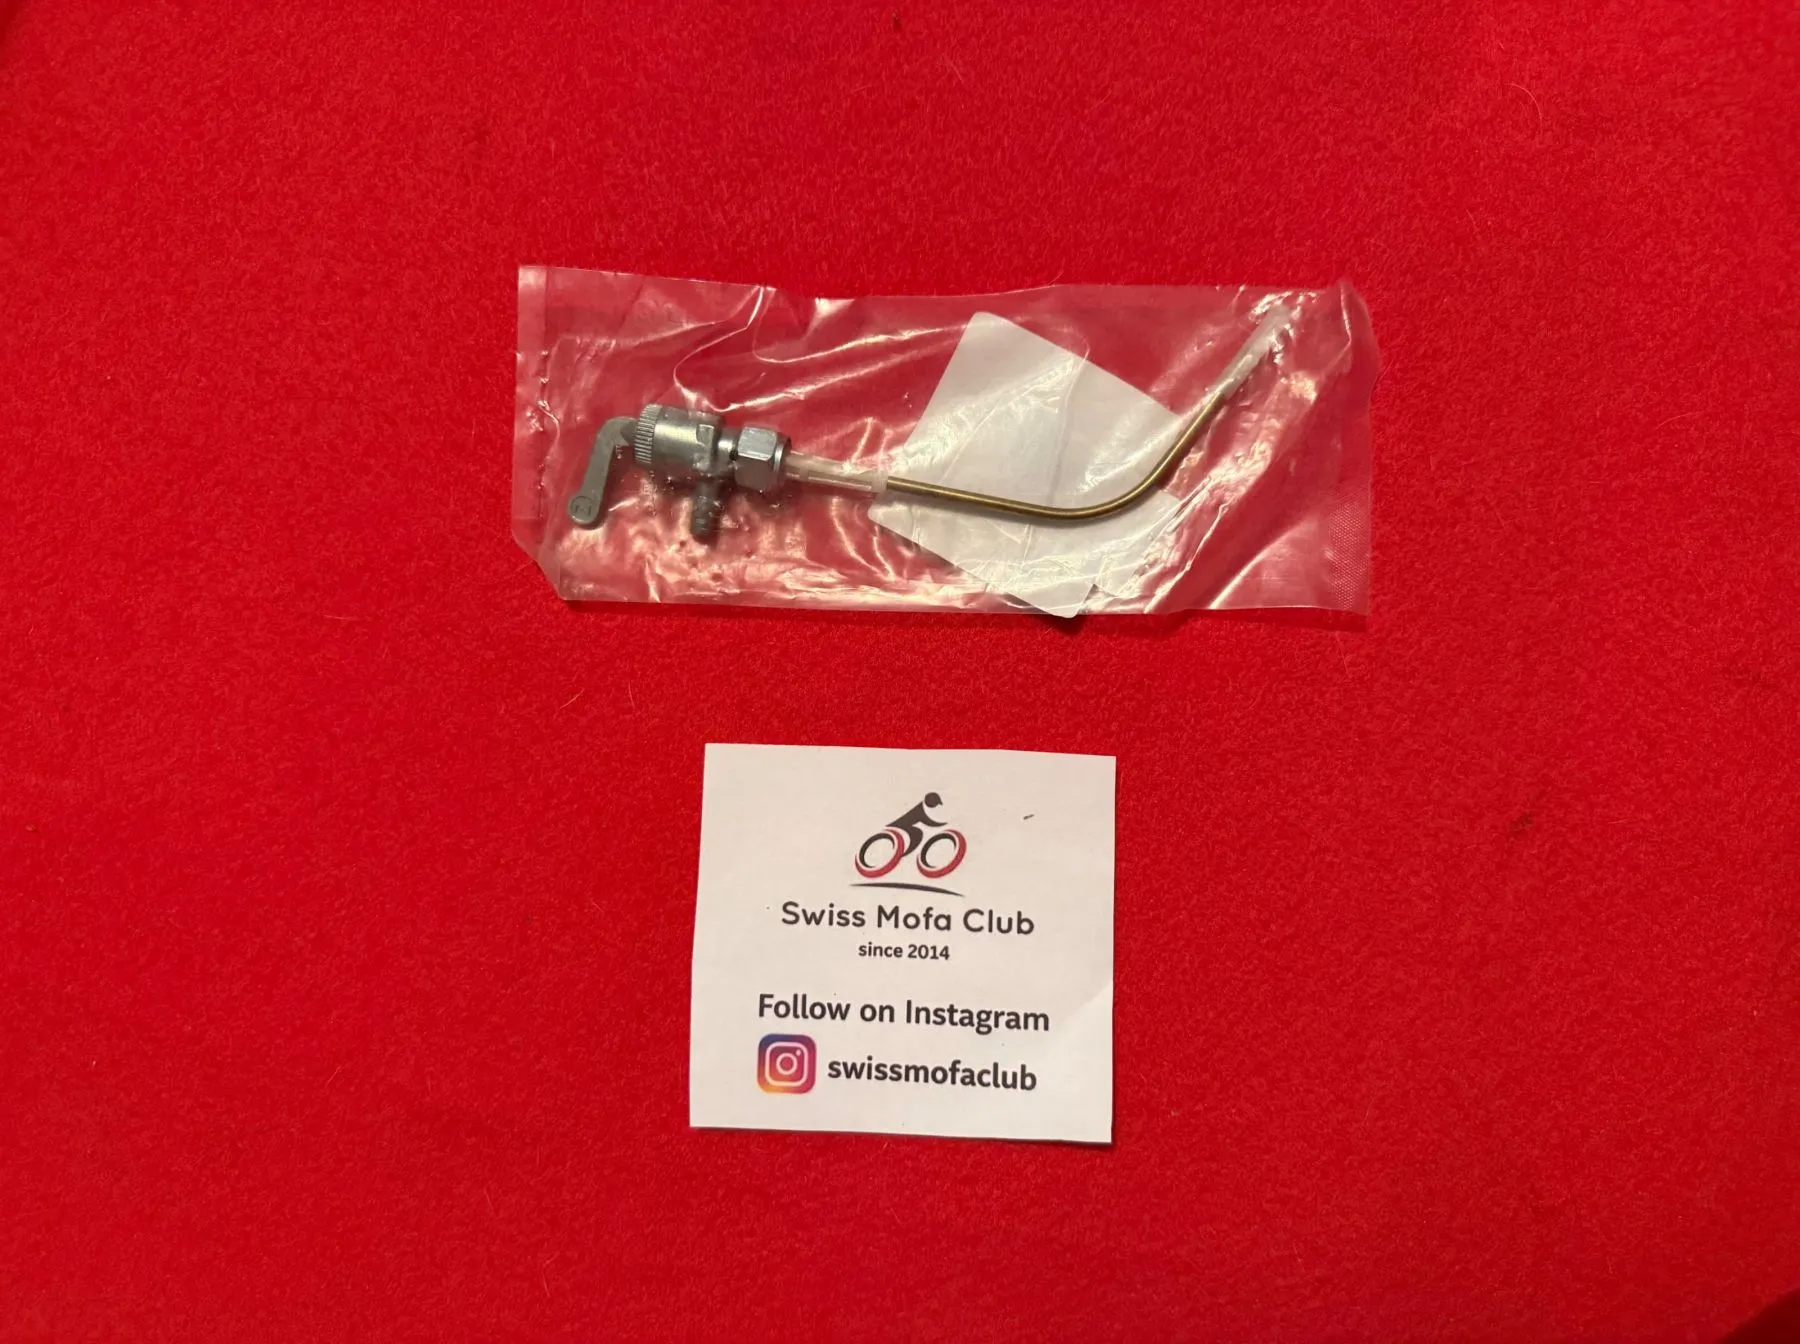 Swiss Mofa Club
since 2014
Follow on Instagram
swissmofaclub